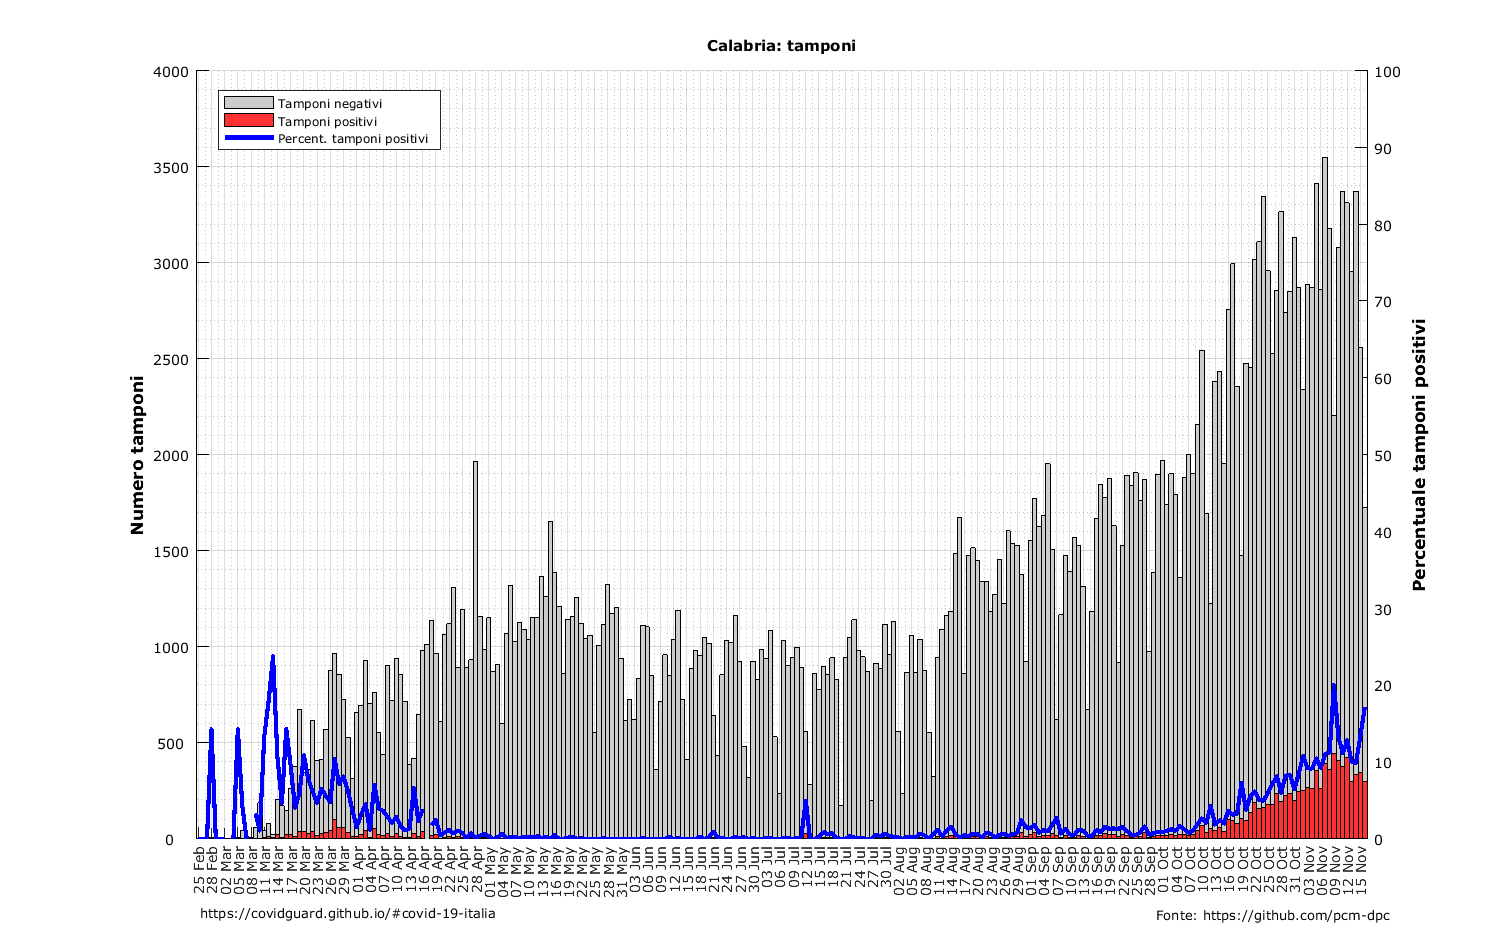 Calabria: tamponi
Tamponi negativi
Tamponi positivi
Percent. tamponi positivi
Numero tamponi
4000
3500
3000
2500
2000
1500
1000
500
0
Percentuale tamponi positivi
100
90
80
70
60
50
40
30
20
10
0
25 Feb
28 Feb
02 Mar
05 Mar
08 Mar
11 Mar
14 Mar
17 Mar
20 Mar
23 Mar
26 Mar
29 Mar
01 Apr
04 Apr
07 Apr
10 Apr
13 Apr
16 Apr
19 Apr
22 Apr
25 Apr
28 Apr
01 May
04 May
07 May
10 May
13 May
16 May
19 May
22 May
25 May
28 May
31 May
03 Jun
06 Jun
09 Jun
12 Jun
15 Jun
18 Jun
21 Jun
24 Jun
27 Jun
30 Jun
03 Jul
06 Jul
09 Jul
12 Jul
15 Jul
18 Jul
21 Jul
24 Jul
27 Jul
30 Jul
02 Aug
05 Aug
08 Aug
11 Aug
14 Aug
17 Aug
20 Aug
23 Aug
26 Aug
29 Aug
01 Sep
04 Sep
07 Sep
10 Sep
13 Sep
16 Sep
19 Sep
22 Sep
25 Sep
28 Sep
01 Oct
04 Oct
07 Oct
10 Oct
13 Oct
16 Oct
19 Oct
22 Oct
25 Oct
28 Oct
31 Oct
03 Nov
06 Nov
09 Nov
12 Nov
15 Nov
https://covidguard.github.io/#covid-19-italia
Fonte: https://github.com/pcm-dpc